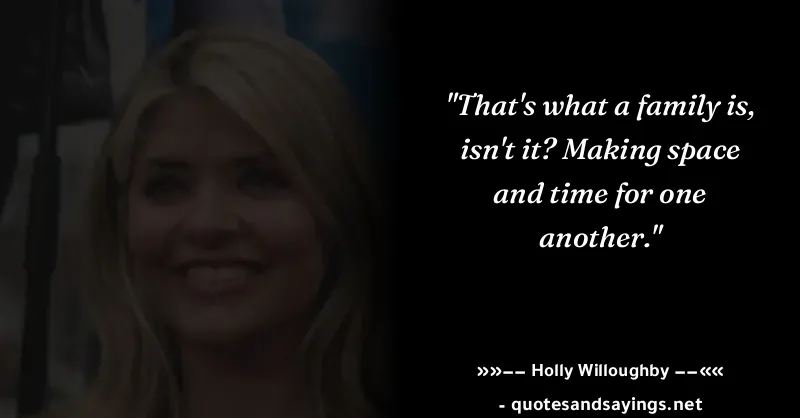 "That's what a family is,
isn't it? Making space
and time for one
another."
»»−− Holly Willoughby −−««
- quotesandsayings.net